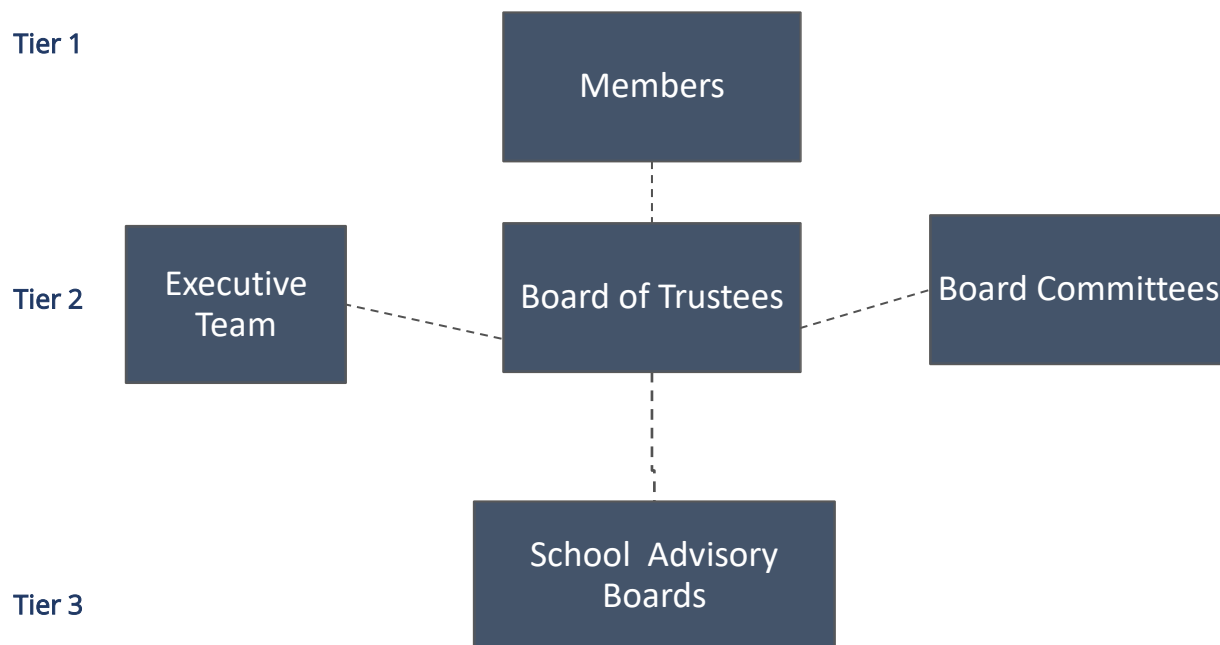 Tier 1
Members
Executive
Team
Tier 2
Board of Trustees
Board Committees
School  Advisory
Boards
Tier 3